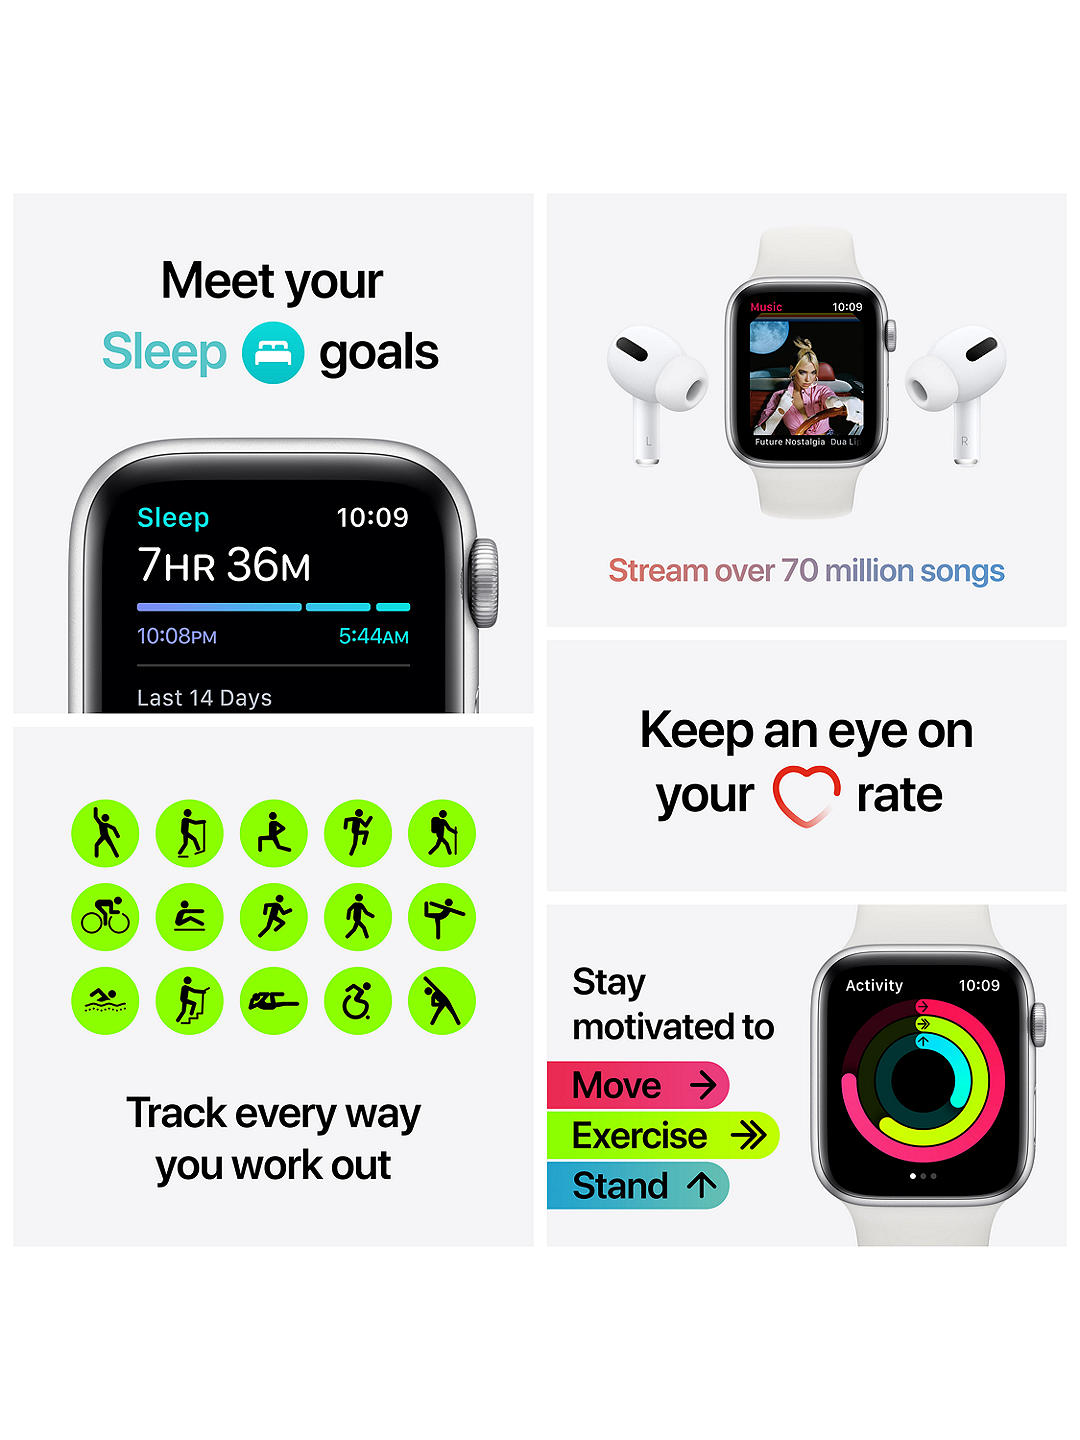 Meet your
Sleep goals
Sleep 10:09
7HR 36M
10:08PM 5:44AM
Last 14 Days
Music 10:09
Future Nostalgia Dua Li
L
R
Stream over 70 million songs
Keep an eye on
your rate
Track every way
you work out
Stay
motivated to
Move
Exercise
Stand
Activity 10:09